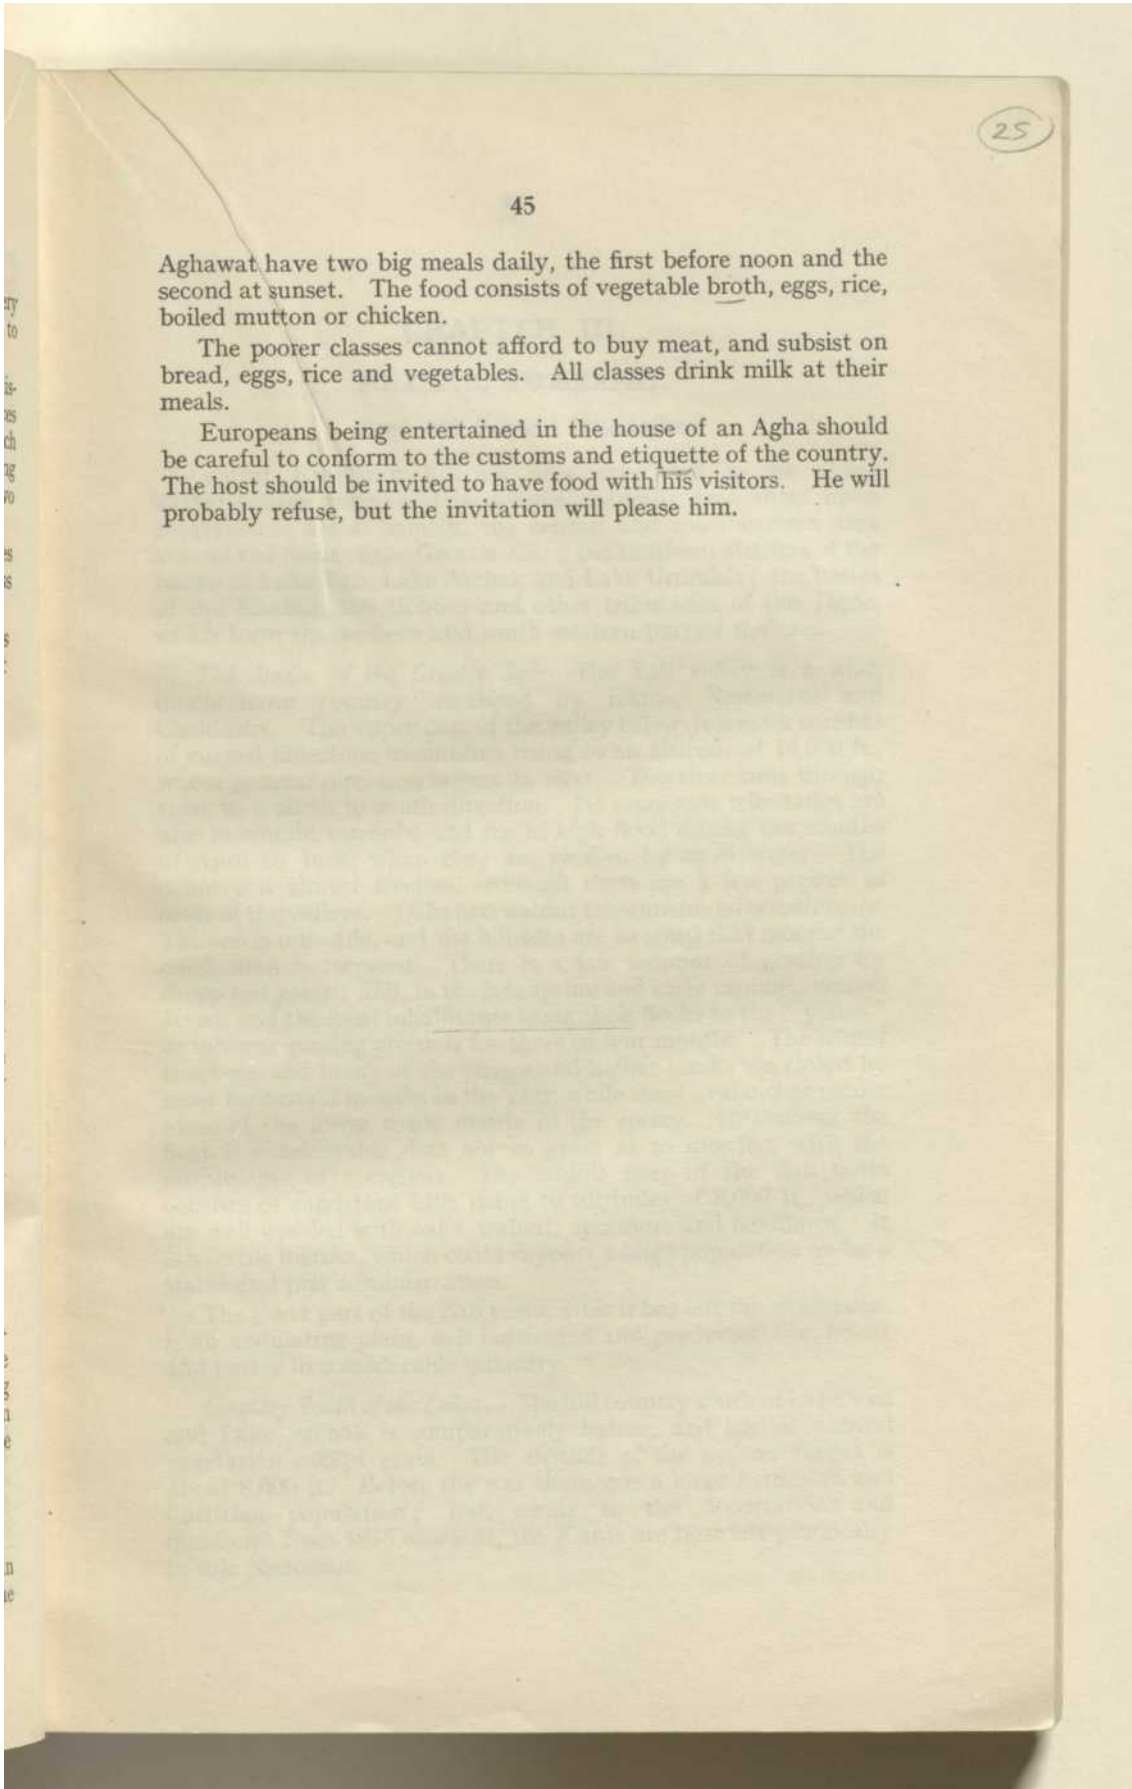 25
45
Aghawat have two big meals daily, the first before noon and the
second at sunset. The food consists of vegetable broth, eggs, rice,
boiled mutton or chicken.
The poorer classes cannot afford to buy meat, and subsist on
bread, eggs, rice and vegetables. All classes drink milk at their
meals.
Europeans being entertained in the house of an Agha should
be careful to conform to the customs and etiquette of the country.
The host should be invited to have food with his visitors. He will
probably refuse, but the invitation will please him.